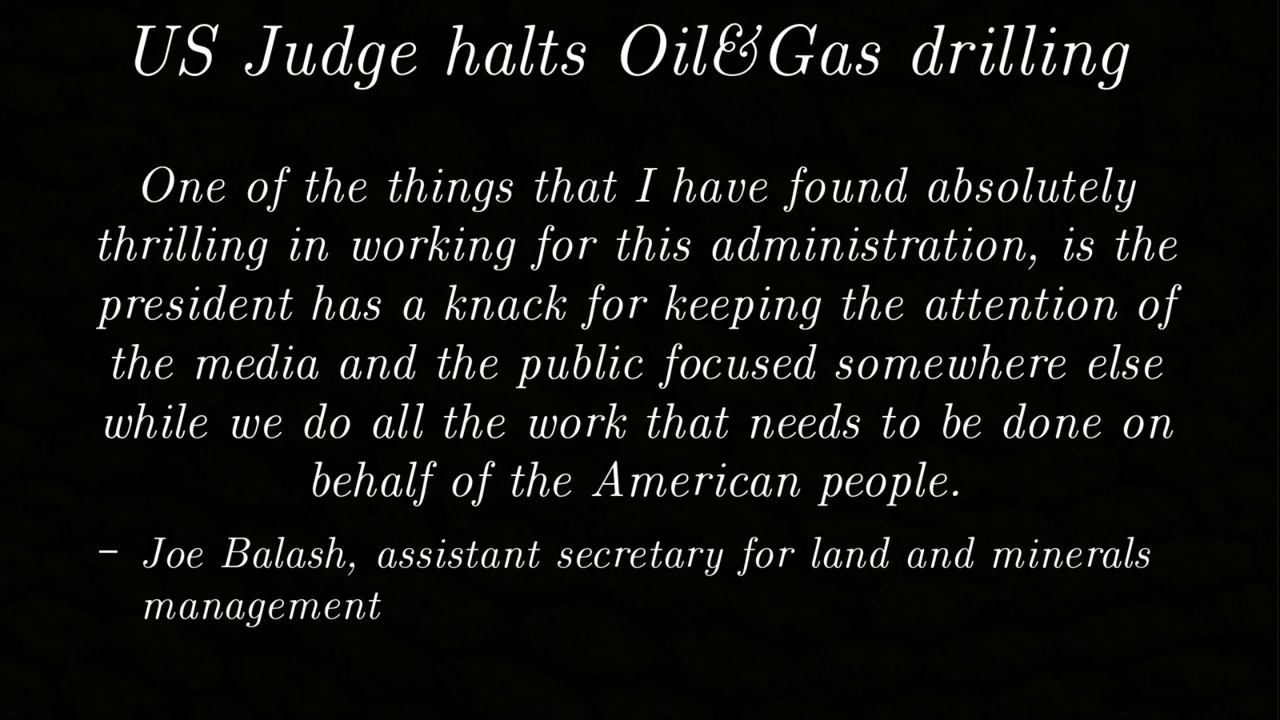 US Judge halts Oil&Gas drilling
One of the things that I have found absolutely
thrilling in working for this administration, is the
president has a knack for keeping the attention of
the media and the public focused somewhere else
while we do all the work that needs to be done on
behalf of the American people.
– Joe Balash, assistant secretary for land and minerals
management